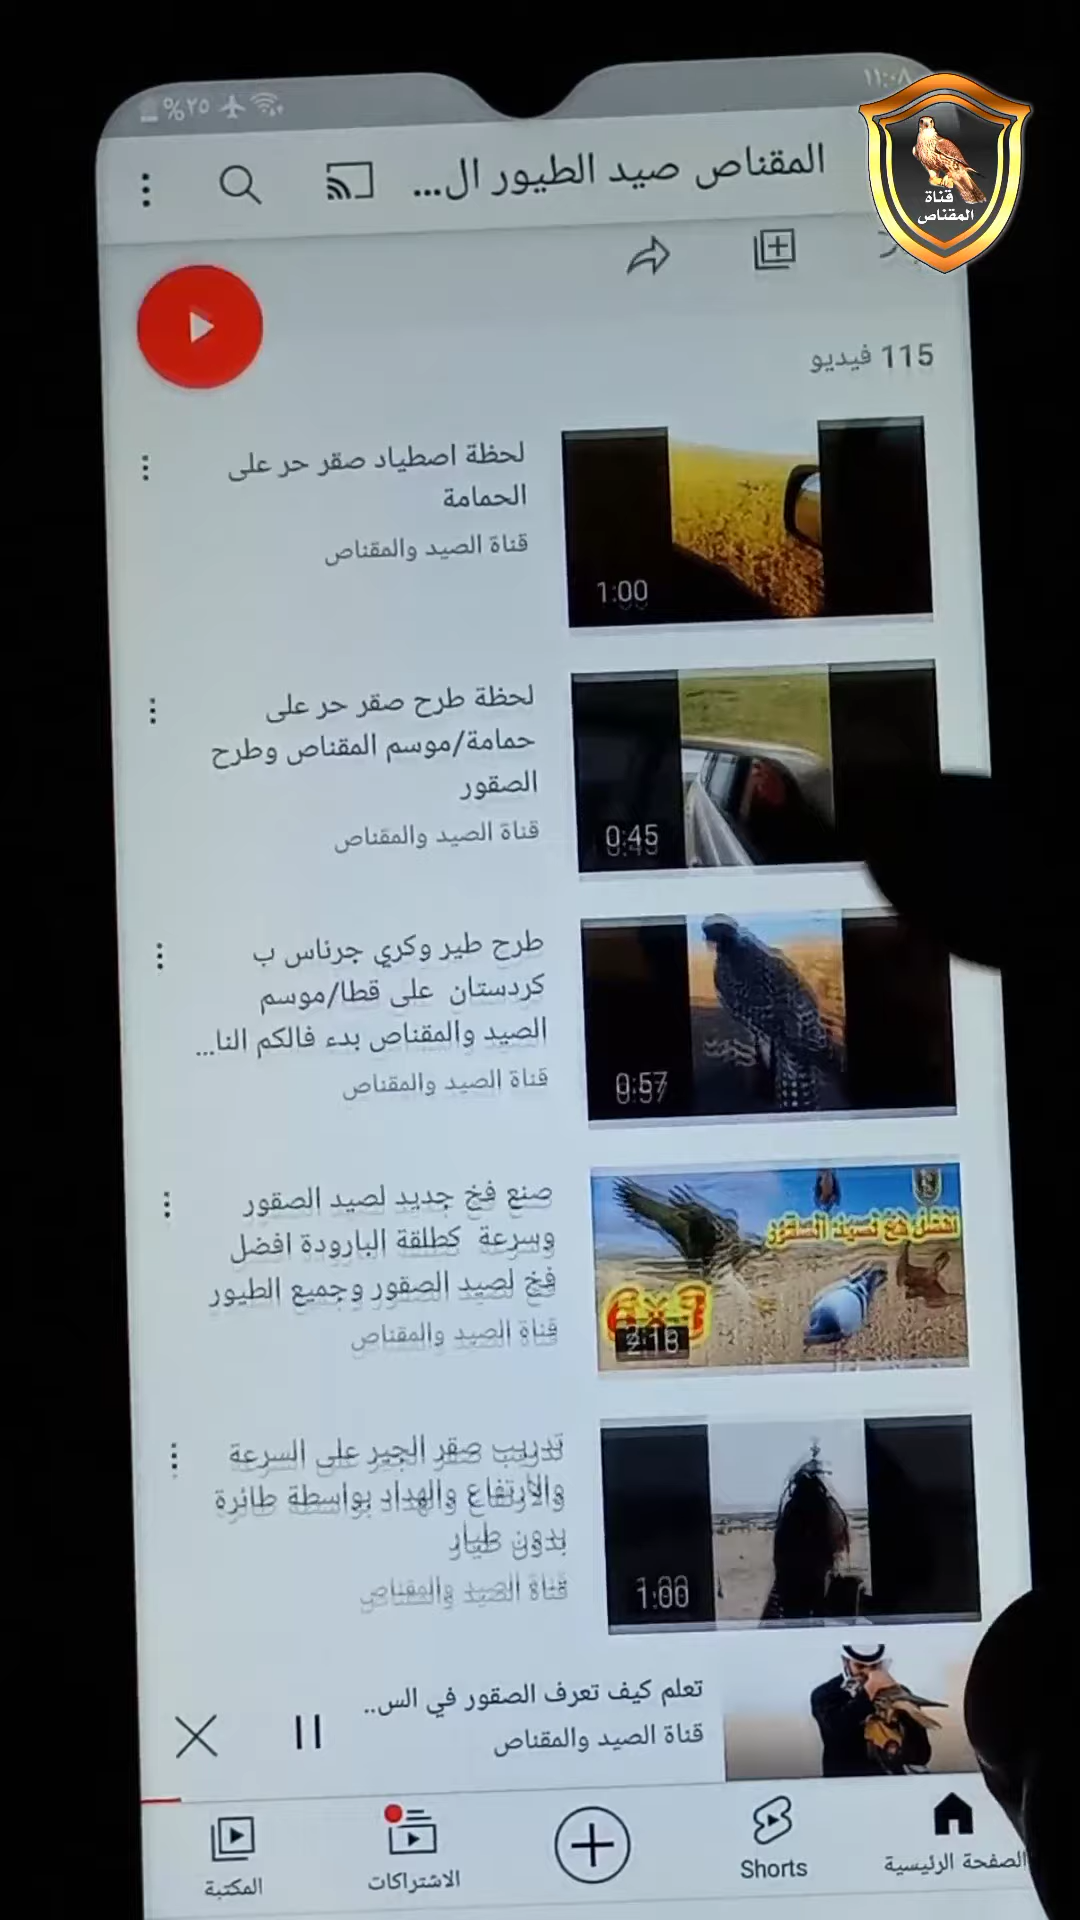 ١١:٠٨
%٢٥
المقناص صيد الطيور ال...
قناة
المقناص
115 فيديو
لحظة اصطياد صقر حر على
الحمامة
قناة الصيد والمقناص
1:00
لحظة طرح صقر حر على
حمامة/موسم المقناص وطرح
الصقور
قناة الصيد والمقناص
0:45
طرح طير وكري جرناس ب
كردستان على قطا/موسم
الصيد والمقناص بدء فالكم النا...
قناة الصيد والمقناص
0:57
صنع فخ جديد لصيد الصقور
وسرعة كطلقة البارودة افضل
فخ لصيد الصقور وجميع الطيور
قناة الصيد والمقناص
افضل فخ لصيد الصقور
2:18
تدريب صقر الجير على السرعة
والارتفاع والهداد بواسطة طائرة
بدون طيار
قناة الصيد والمقناص
1:00
تعلم كيف تعرف الصقور في الس..
قناة الصيد والمقناص
الصفحة الرئيسية
Shorts
الاشتراكات
المكتبة